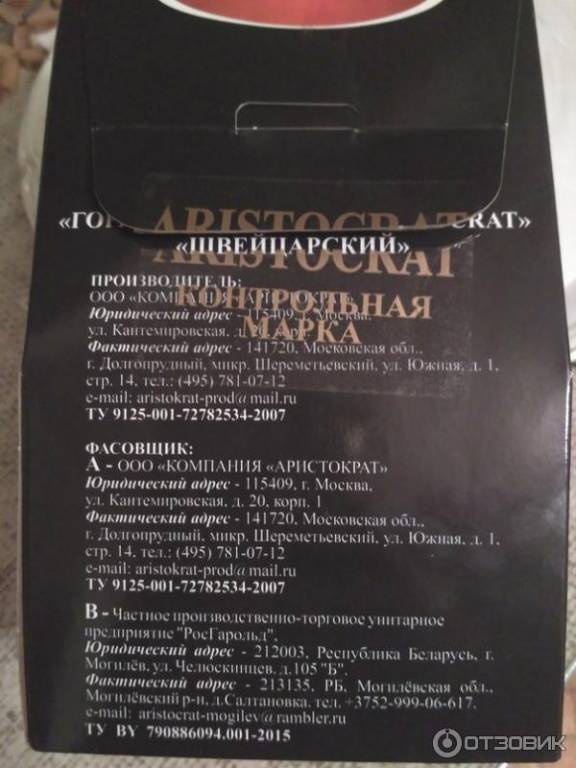 ARISTOCRAT
«ГОР CRAT»
«ШВЕЙЦАРСКИЙ»
ARISTOCRAT
КОНТРОЛЬНАЯ
МАРКА
ПРОИЗВОДИТЕЛЬ:
ООО «КОМПАНИЯ «АРИСТОКРАТ»
Юридический адрес - 115409, г. Москва,
ул. Кантемировская, д. 20, корп.
Фактический адрес - 141720, Московская обл.,
г. Долгопрудный, микр. Шереметьевский, ул. Южная, д. 1,
стр. 14, тел.: (495) 781-07-12
e-mail: aristokrat-prod@mail.ru
ТУ 9125-001-72782534-2007
ФАСОВЩИК:
А - ООО «КОМПАНИЯ «АРИСТОКРАТ»
Юридический адрес - 115409, г. Москва,
ул. Кантемировская, д. 20, корп. 1
Фактический адрес - 141720, Московская обл.,
г. Долгопрудный, микр. Шереметьевский, ул. Южная, д. 1,
стр. 14, тел.: (495) 781-07-12
e-mail: aristokrat-prod@mail.ru
ТУ 9125-001-72782534-2007
В - Частное производственно-торговое унитарное
предприятие "РосГарольд",
Юридический адрес - 212003, Республика Беларусь, г.
Могилёв, ул. Челюскинцев, д.105 "Б",
Фактический адрес - 213135, РБ, Могилёвская обл.,
Могилёвский р-н, д.Салтановка, тел. +3752-999-06-617,
e-mail: aristocrat-mogilev@rambler.ru
ТУ BY 790886094.001-2015
ОТЗОВИК